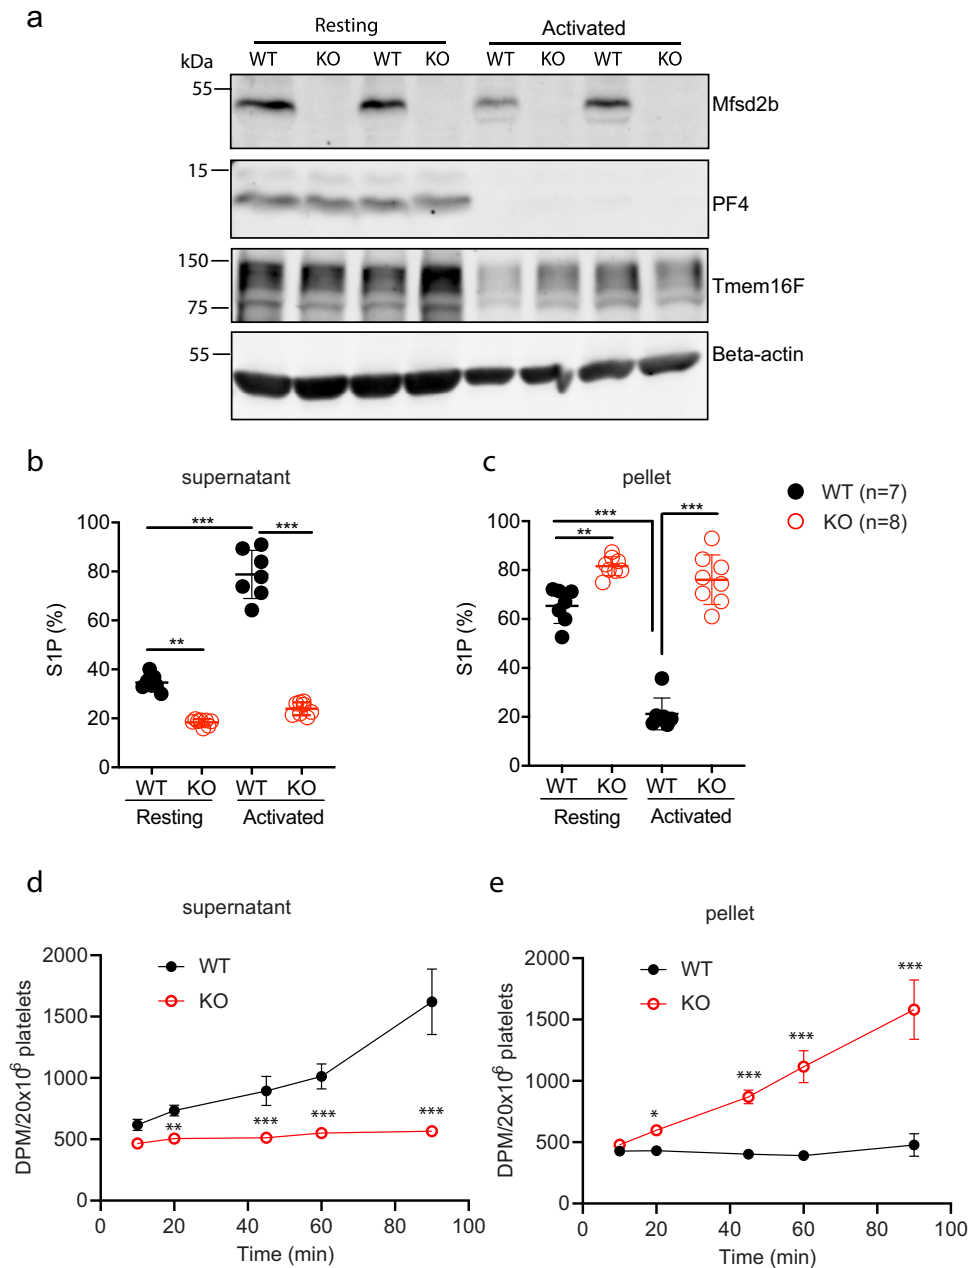 a
Resting Activated
kDa WT KO WT KO WT KO WT KO
55 Mfsd2b
15 PF4
150 Tmem16F
75
55 Beta-actin
b supernatant
c pellet
WT (n=7)
KO (n=8)
S1P (%)
100
80
60
40
20
0
*** ***
**
WT KO WT KO
Resting Activated
S1P (%)
100
80
60
40
20
0
*** ***
**
WT KO WT KO
Resting Activated
d supernatant
DPM/20x10⁶ platelets
2000
1500
1000
500
0
WT
KO
** *** *** ***
0 20 40 60 80 100
Time (min)
e pellet
DPM/20x10⁶ platelets
2000
1500
1000
500
0
WT
KO
* *** *** ***
0 20 40 60 80 100
Time (min)